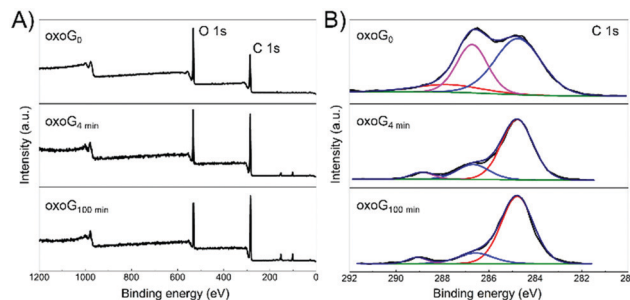 A)
oxoG0
O 1s
C 1s
oxoG4 min
oxoG100 min
Intensity (a.u.)
1200 1000 800 600 400 200 0
Binding energy (eV)
B)
oxoG0
C 1s
oxoG4 min
oxoG100 min
Intensity (a.u.)
292 290 288 286 284 282 28
Binding energy (eV)